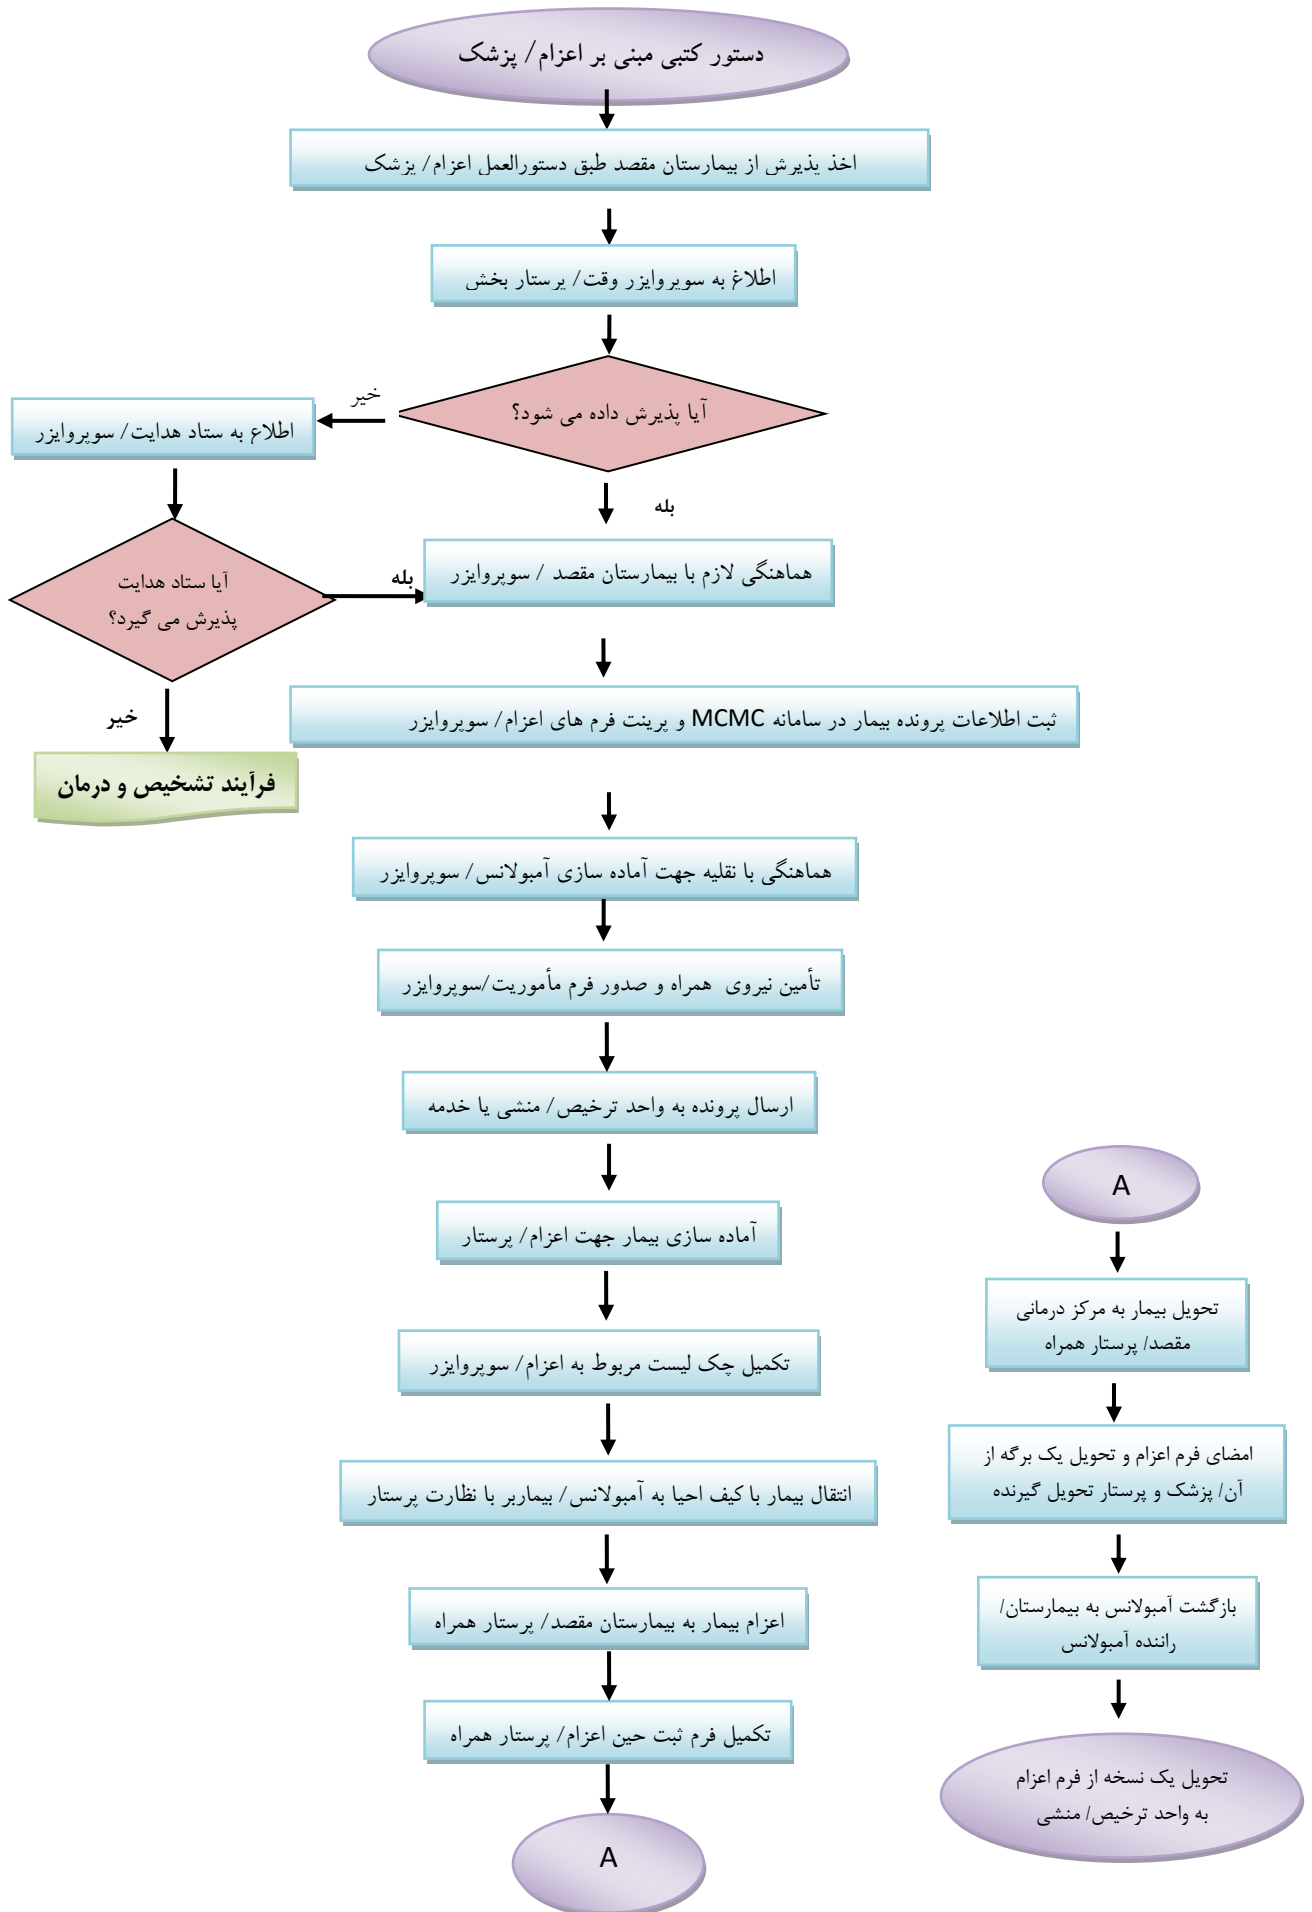 دستور کتبی مبنی بر اعزام/ پزشک
اخذ پذیرش از بیمارستان مقصد طبق دستورالعمل اعزام/ پزشک
اطلاغ به سوپروایزر وقت/ پرستار بخش
آیا پذیرش داده می شود؟
خیر
اطلاع به ستاد هدایت/ سوپروایزر
بله
آیا ستاد هدایت
پذیرش می گیرد؟
بله
هماهنگی لازم با بیمارستان مقصد / سوپروایزر
خیر
فرآیند تشخیص و درمان
ثبت اطلاعات پرونده بیمار در سامانه MCMC و پرینت فرم های اعزام/ سوپروایزر
هماهنگی با نقلیه جهت آماده سازی آمبولانس/ سوپروایزر
تأمین نیروی همراه و صدور فرم مأموریت/سوپروایزر
ارسال پرونده به واحد ترخیص/ منشی یا خدمه
آماده سازی بیمار جهت اعزام/ پرستار
تکمیل چک لیست مربوط به اعزام/ سوپروایزر
انتقال بیمار با کیف احیا به آمبولانس/ بیماربر با نظارت پرستار
اعزام بیمار به بیمارستان مقصد/ پرستار همراه
تکمیل فرم ثبت حین اعزام/ پرستار همراه
A
A
تحویل بیمار به مرکز درمانی
مقصد/ پرستار همراه
امضای فرم اعزام و تحویل یک برگه از
آن/ پزشک و پرستار تحویل گیرنده
بازگشت آمبولانس به بیمارستان/
راننده آمبولانس
تحویل یک نسخه از فرم اعزام
به واحد ترخیص/ منشی